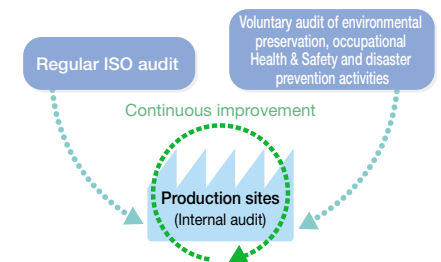 Regular ISO audit
Voluntary audit of environmental
preservation, occupational
Health & Safety and disaster
prevention activities
Continuous improvement
Production sites
(Internal audit)